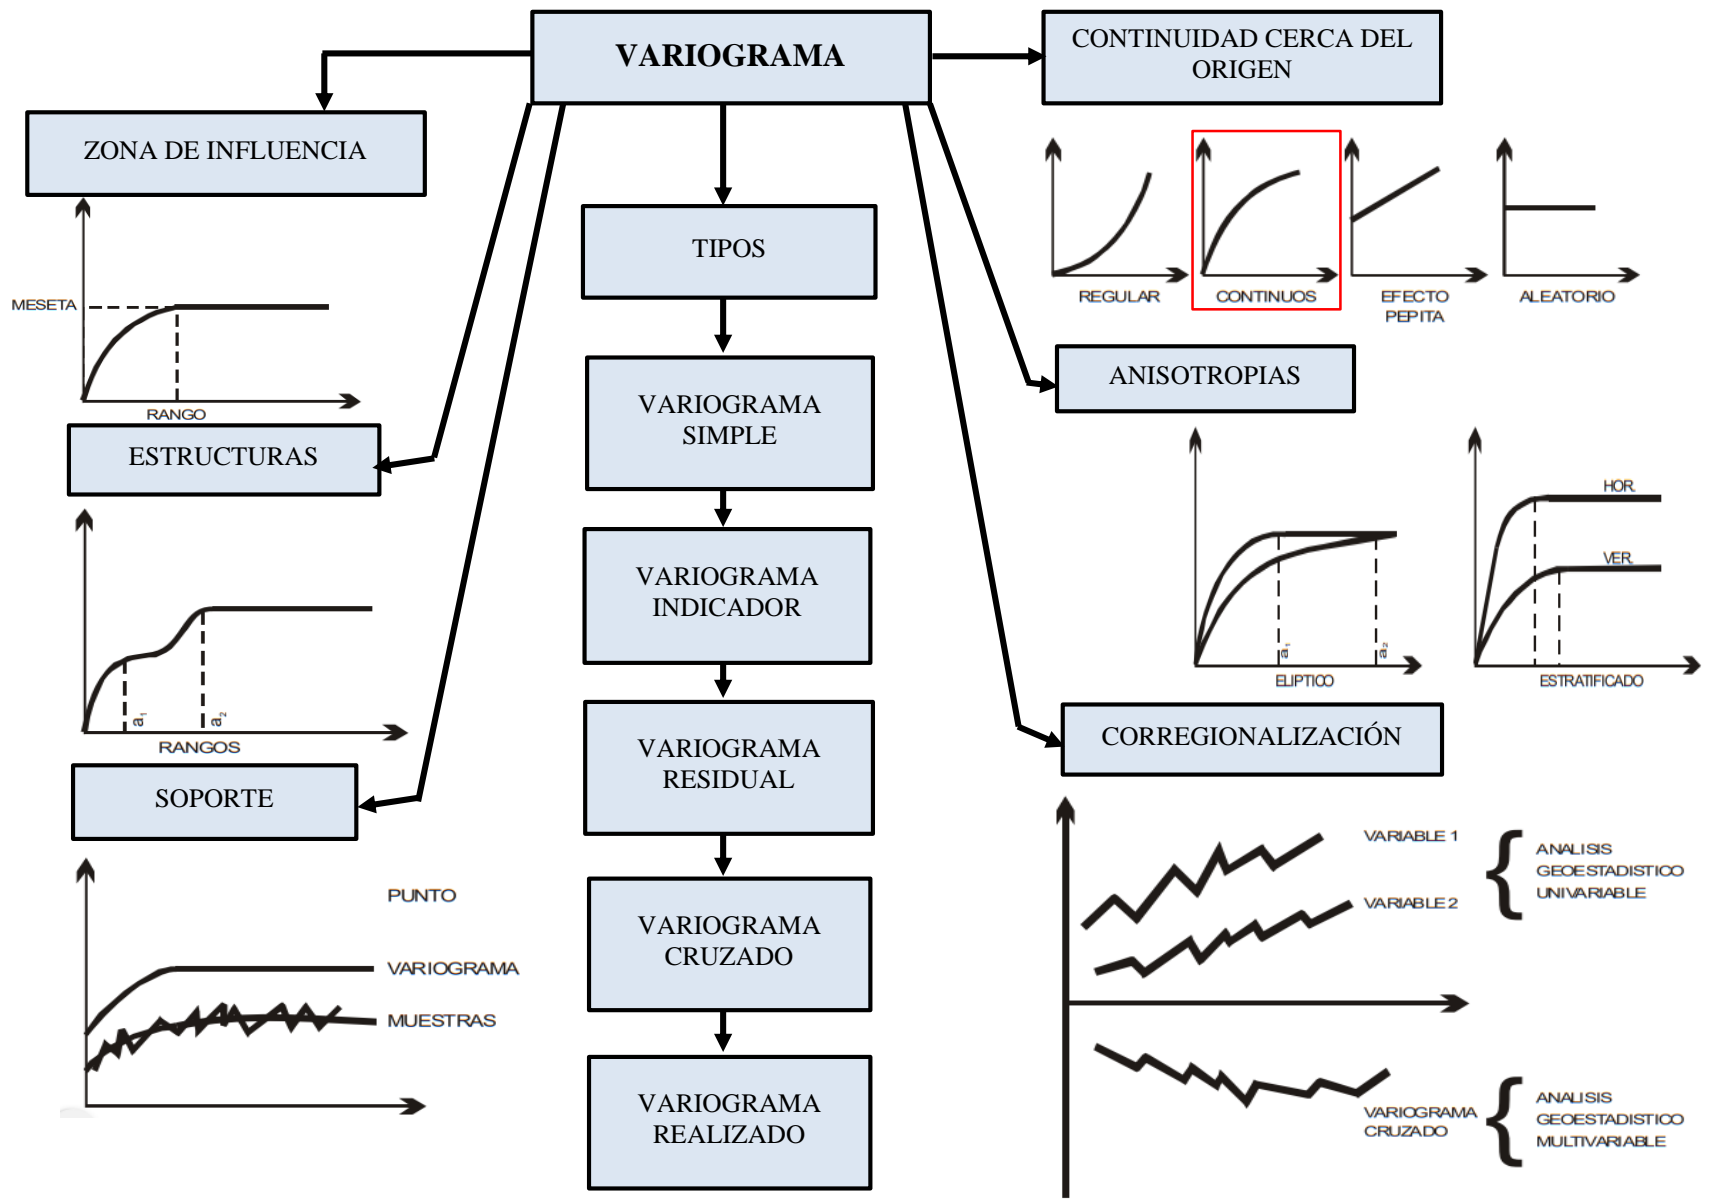 VARIOGRAMA
CONTINUIDAD CERCA DEL
ORIGEN
ZONA DE INFLUENCIA
MESETA
RANGO
ESTRUCTURAS
a₁
a₂
RANGOS
SOPORTE
PUNTO
VARIOGRAMA
MUESTRAS
TIPOS
VARIOGRAMA
SIMPLE
VARIOGRAMA
INDICADOR
VARIOGRAMA
RESIDUAL
VARIOGRAMA
CRUZADO
VARIOGRAMA
REALIZADO
REGULAR
CONTINUOS
EFECTO
PEPITA
ALEATORIO
ANISOTROPIAS
a₁
a₂
ELIPTICO
HOR.
VER.
ESTRATIFICADO
CORREGIONALIZACIÓN
VARIABLE 1
VARIABLE 2
ANALISIS
GEOESTADISTICO
UNIVARIABLE
VARIOGRAMA
CRUZADO
ANALISIS
GEOESTADISTICO
MULTIVARIABLE